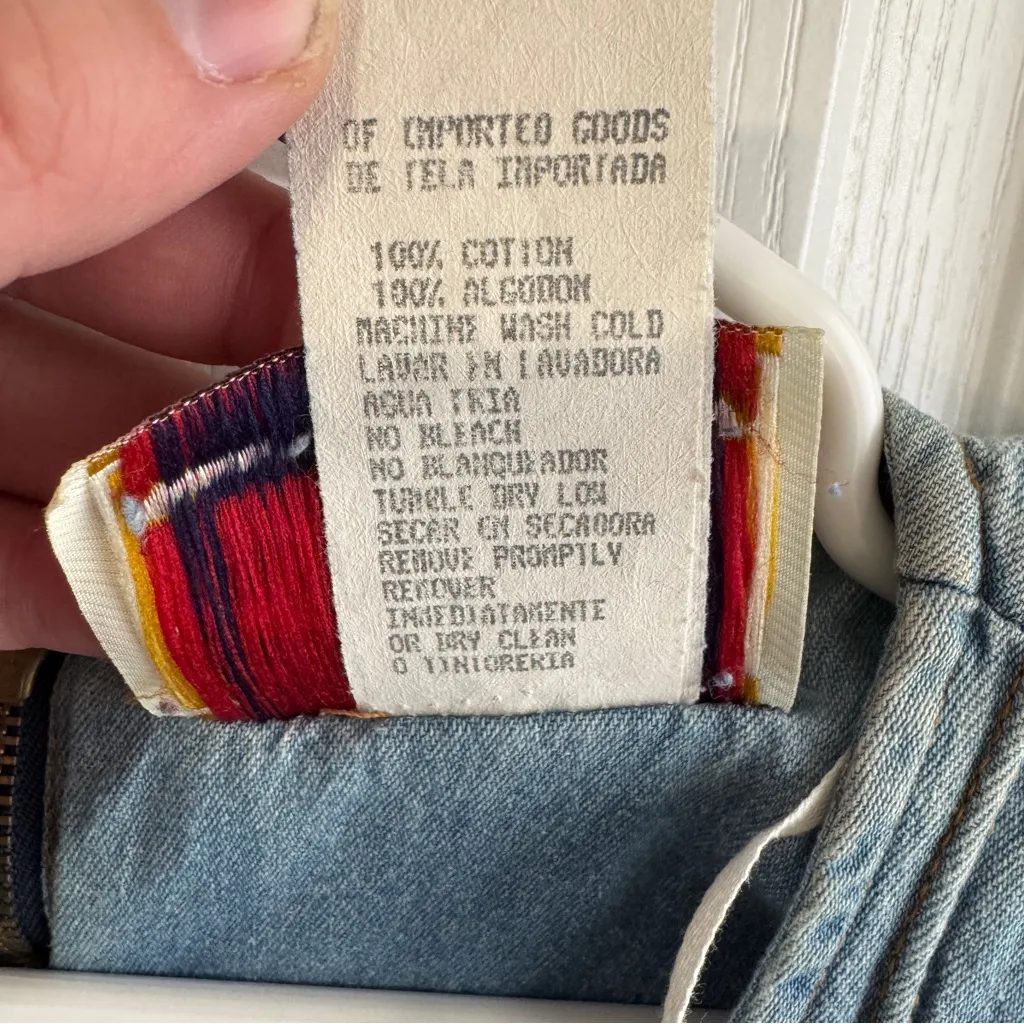 OF IMPORTED GOODS
DE TELA IMPORTADA
100% COTTON
100% ALGODON
MACHINE WASH COLD
LAVAR EN LAVADORA
AGUA FRIA
NO BLEACH
NO BLANQUEADOR
TUMBLE DRY LOW
SECAR EN SECADORA
REMOVE PROMPTLY
REMOVER
INMEDIATAMENTE
OR DRY CLEAN
O TINTORERIA